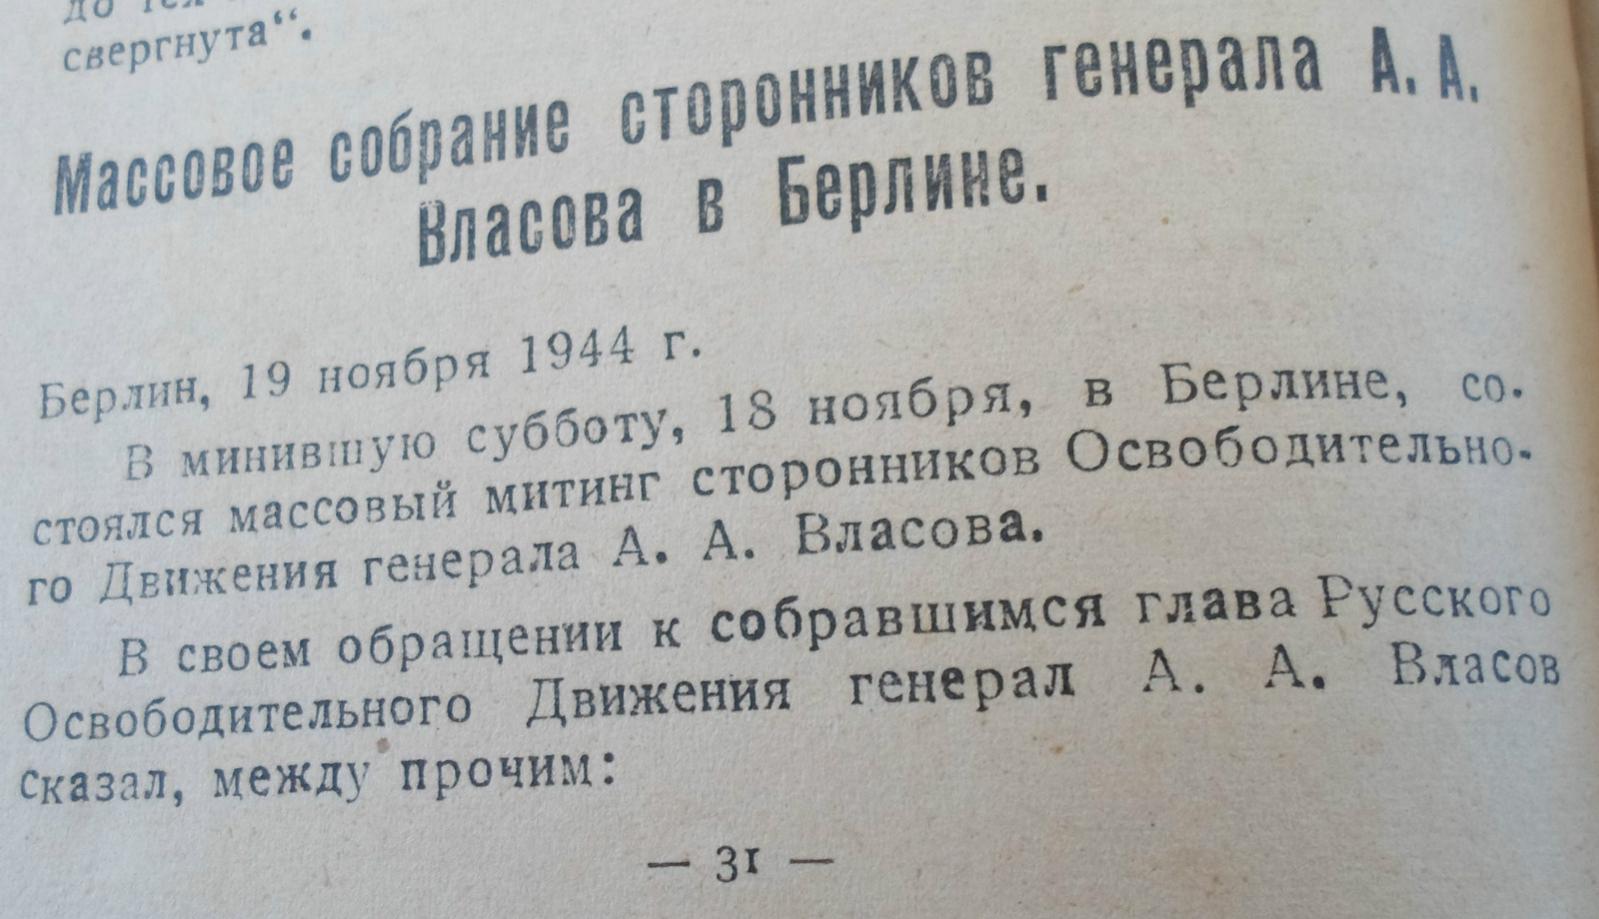 до
свергнута“.
Массовое собрание сторонников генерала А. А.
Власова в Берлине.
Берлин, 19 ноября 1944 г.
В минившую субботу, 18 ноября, в Берлине, со-
стоялся массовый митинг сторонников Освободительно-
го Движения генерала А. А. Власова.
В своем обращении к собравшимся глава Русского
Освободительного Движения генерал А. А. Власов
сказал, между прочим:
— 31 —